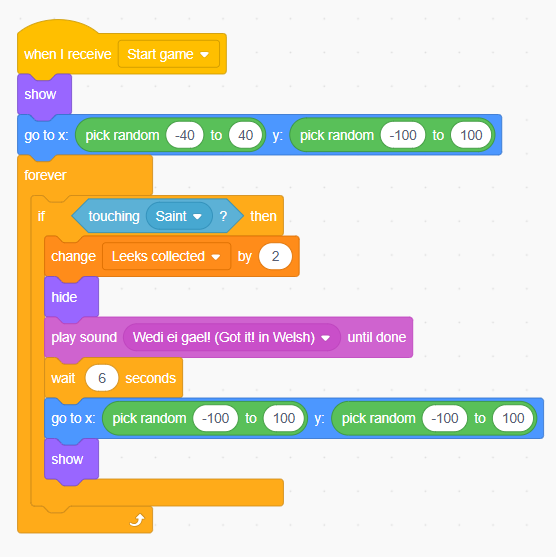 when I receive Start game
show
go to x: pick random -40 to 40 y: pick random -100 to 100
forever
if touching Saint ? then
change Leeks collected by 2
hide
play sound Wedi ei gael! (Got it! in Welsh) until done
wait 6 seconds
go to x: pick random -100 to 100 y: pick random -100 to 100
show